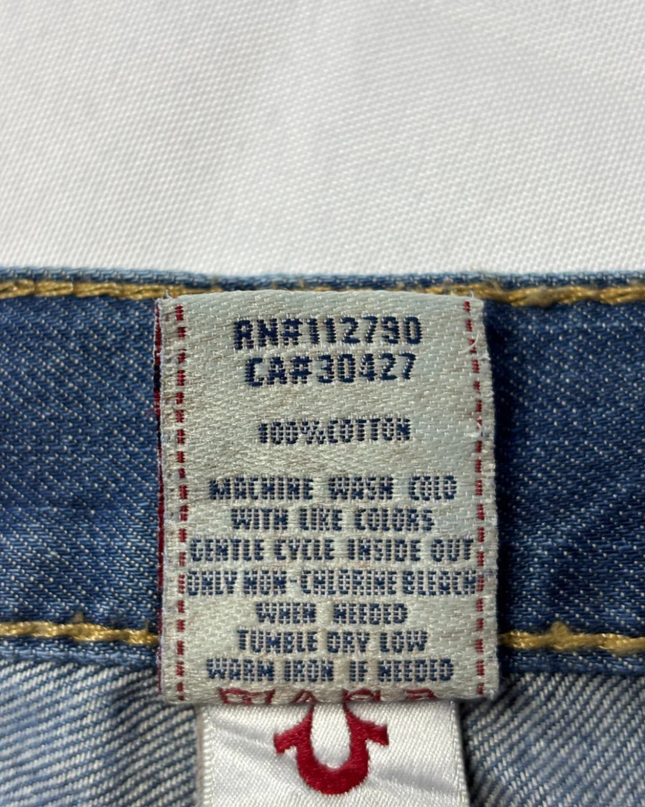 RN#112790
CA#30427
100%COTTON
MACHINE WASH COLD
WITH LIKE COLORS
GENTLE CYCLE INSIDE OUT
ONLY NON-CHLORINE BLEACH
WHEN NEEDED
TUMBLE DRY LOW
WARM IRON IF NEEDED